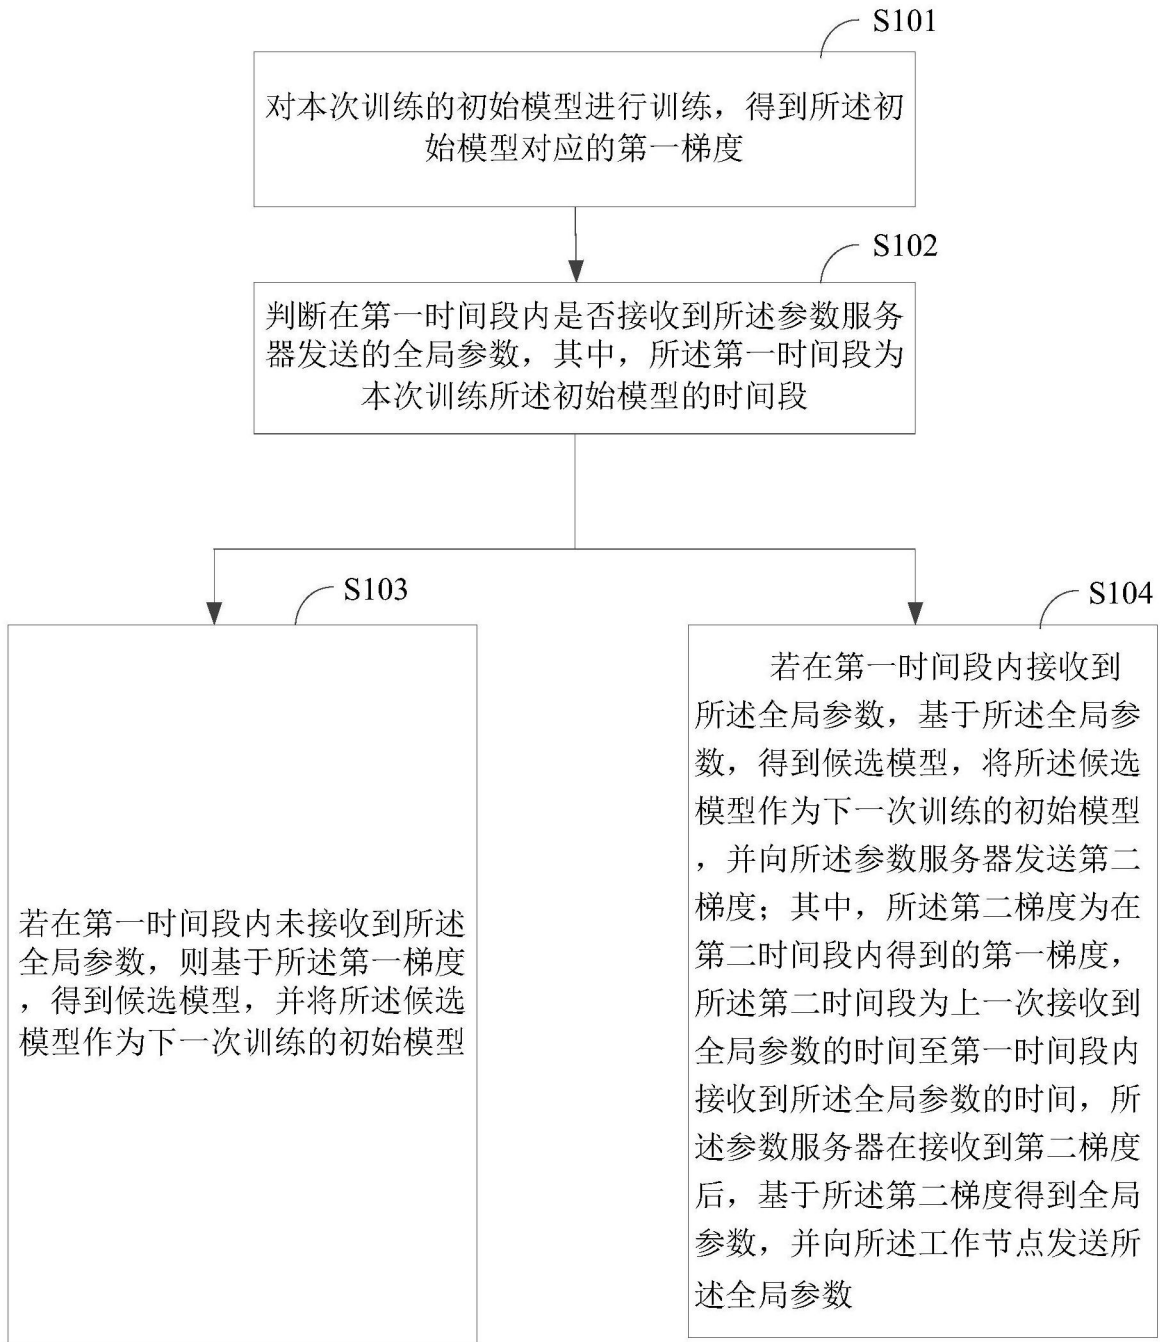 S101
对本次训练的初始模型进行训练，得到所述初
始模型对应的第一梯度
S102
判断在第一时间段内是否接收到所述参数服务
器发送的全局参数，其中，所述第一时间段为
本次训练所述初始模型的时间段
S103
若在第一时间段内未接收到所述
全局参数，则基于所述第一梯度
，得到候选模型，并将所述候选
模型作为下一次训练的初始模型
S104
若在第一时间段内接收到
所述全局参数，基于所述全局参
数，得到候选模型，将所述候选
模型作为下一次训练的初始模型
，并向所述参数服务器发送第二
梯度；其中，所述第二梯度为在
第二时间段内得到的第一梯度，
所述第二时间段为上一次接收到
全局参数的时间至第一时间段内
接收到所述全局参数的时间，所
述参数服务器在接收到第二梯度
后，基于所述第二梯度得到全局
参数，并向所述工作节点发送所
述全局参数